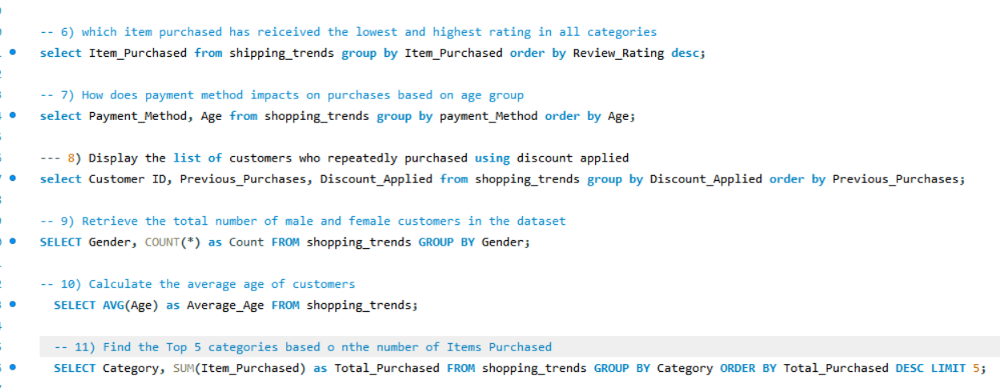 -- 6) which item purchased has reiceived the lowest and highest rating in all categories
select Item_Purchased from shipping_trends group by Item_Purchased order by Review_Rating desc;
-- 7) How does payment method impacts on purchases based on age group
select Payment_Method, Age from shopping_trends group by payment_Method order by Age;
--- 8) Display the list of customers who repeatedly purchased using discount applied
select Customer ID, Previous_Purchases, Discount_Applied from shopping_trends group by Discount_Applied order by Previous_Purchases;
-- 9) Retrieve the total number of male and female customers in the dataset
SELECT Gender, COUNT(*) as Count FROM shopping_trends GROUP BY Gender;
-- 10) Calculate the average age of customers
SELECT AVG(Age) as Average_Age FROM shopping_trends;
-- 11) Find the Top 5 categories based o nthe number of Items Purchased
SELECT Category, SUM(Item_Purchased) as Total_Purchased FROM shopping_trends GROUP BY Category ORDER BY Total_Purchased DESC LIMIT 5;